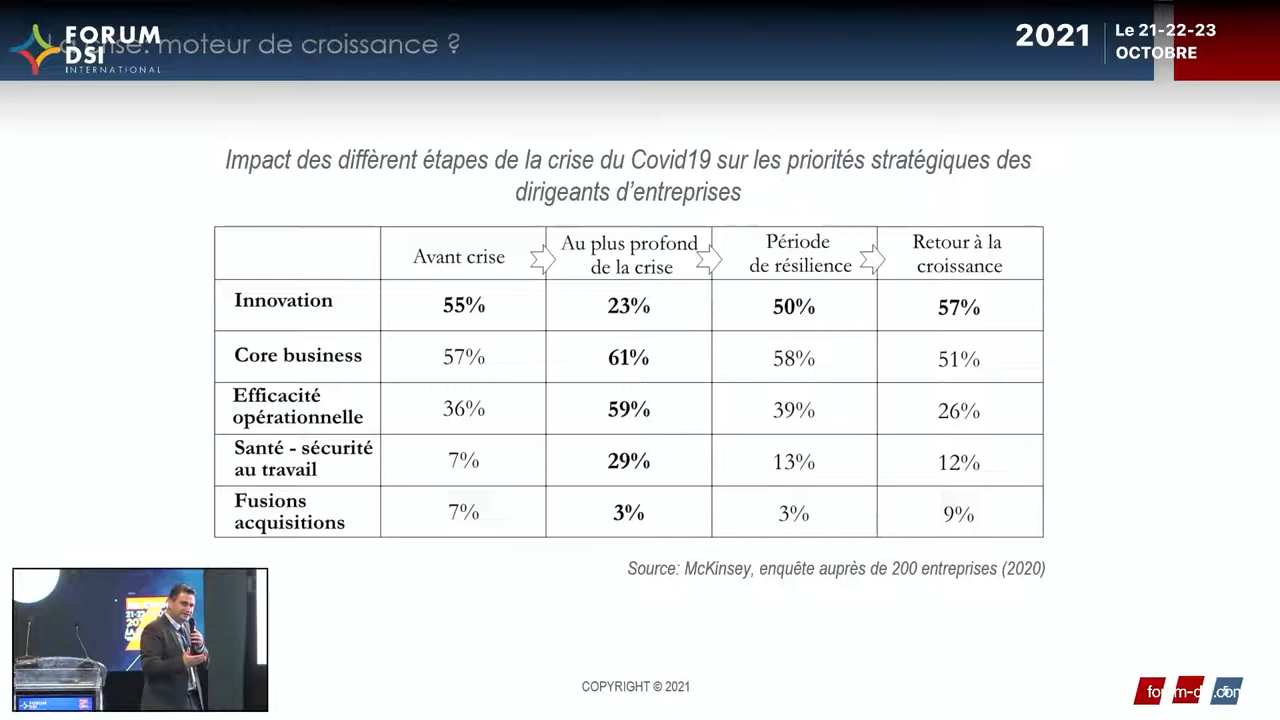 La crise: moteur de croissance ?
FORUM
DSI
INTERNATIONAL
2021
Le 21-22-23
OCTOBRE
Impact des diffèrent étapes de la crise du Covid19 sur les priorités stratégiques des
dirigeants d'entreprises
Avant crise
Au plus profond
de la crise
Période
de résilience
Retour à la
croissance
Innovation 55% 23% 50% 57%
Core business 57% 61% 58% 51%
Efficacité
opérationnelle 36% 59% 39% 26%
Santé - sécurité
au travail 7% 29% 13% 12%
Fusions
acquisitions 7% 3% 3% 9%
Source: McKinsey, enquête auprès de 200 entreprises (2020)
FORUM
DSI
COPYRIGHT © 2021